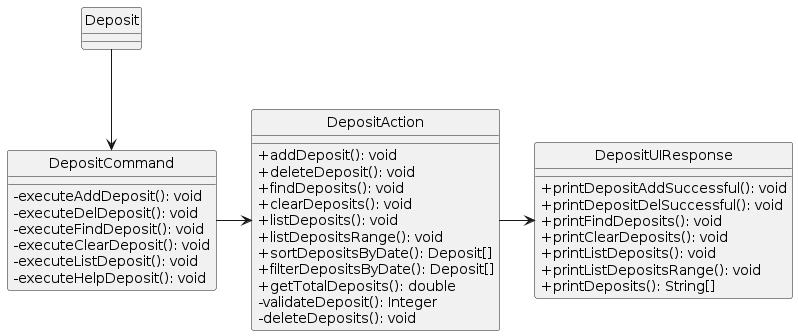 Deposit
DepositCommand
-executeAddDeposit(): void
-executeDelDeposit(): void
-executeFindDeposit(): void
-executeClearDeposit(): void
-executeListDeposit(): void
-executeHelpDeposit(): void
DepositAction
+addDeposit(): void
+deleteDeposit(): void
+findDeposits(): void
+clearDeposits(): void
+listDeposits(): void
+listDepositsRange(): void
+sortDepositsByDate(): Deposit[]
+filterDepositsByDate(): Deposit[]
+getTotalDeposits(): double
-validateDeposit(): Integer
-deleteDeposits(): void
DepositUIResponse
+printDepositAddSuccessful(): void
+printDepositDelSuccessful(): void
+printFindDeposits(): void
+printClearDeposits(): void
+printListDeposits(): void
+printListDepositsRange(): void
+printDeposits(): String[]